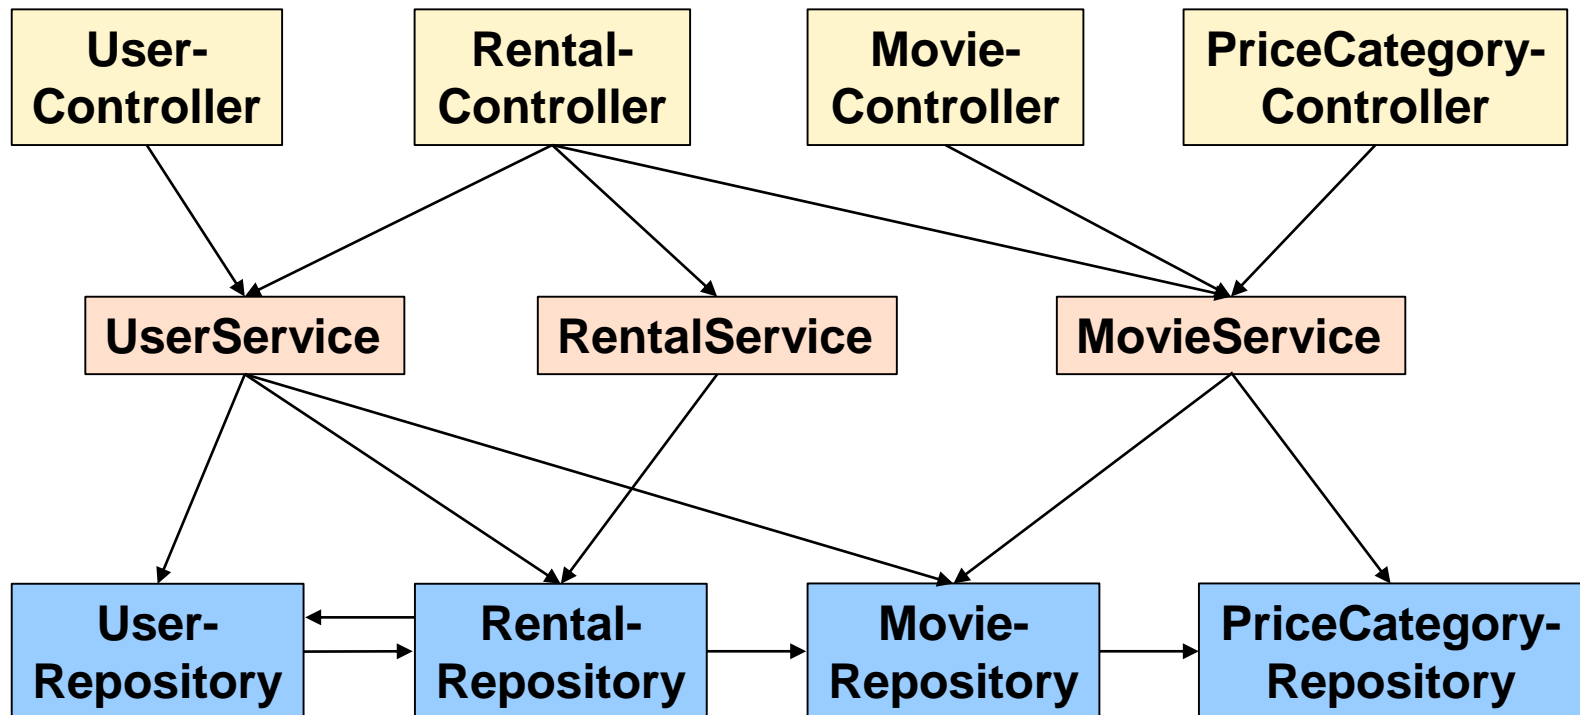 User-
Controller
Rental-
Controller
Movie-
Controller
PriceCategory-
Controller
UserService
RentalService
MovieService
User-
Repository
Rental-
Repository
Movie-
Repository
PriceCategory-
Repository